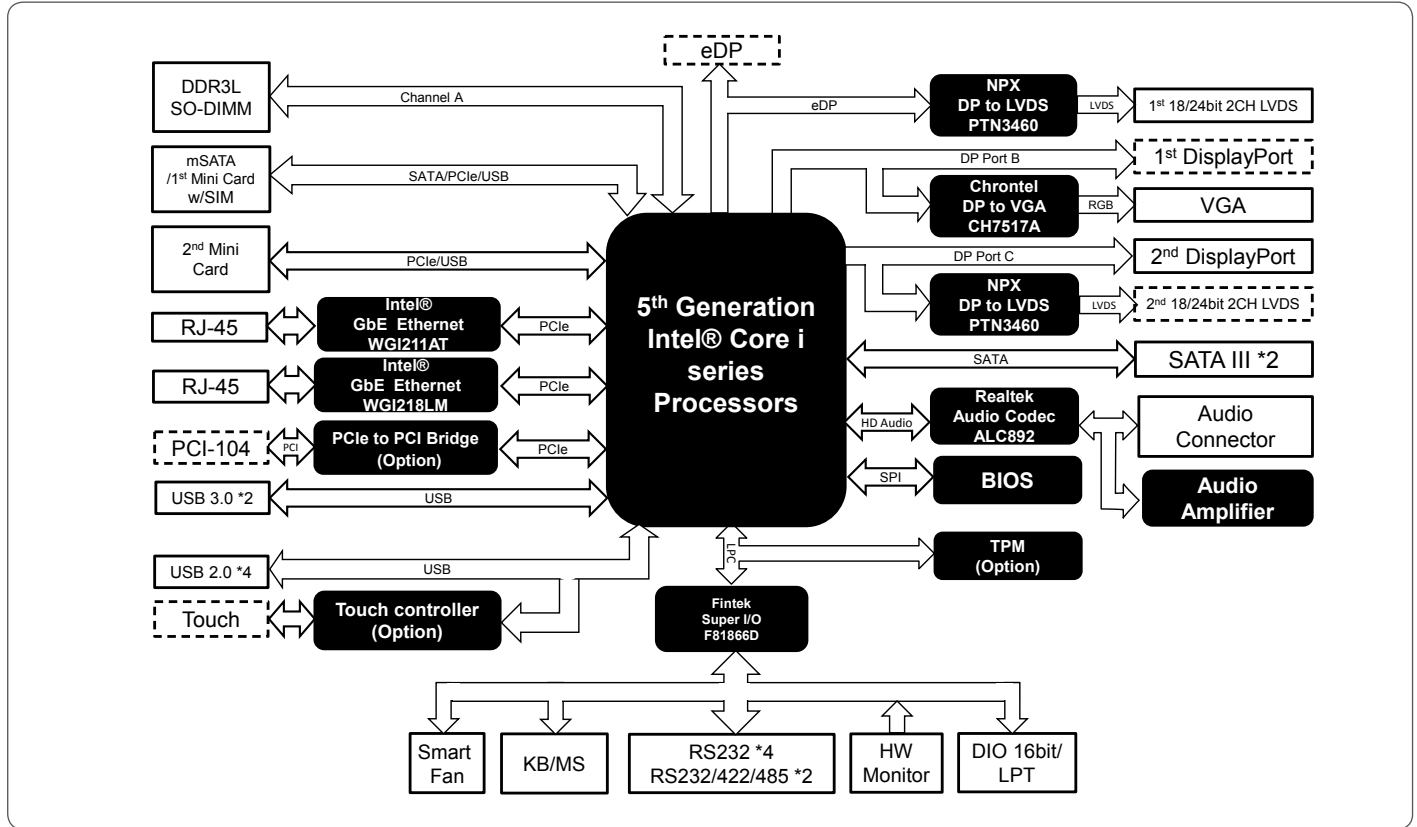 eDP
DDR3L
SO-DIMM
Channel A
eDP
NPX
DP to LVDS
PTN3460
LVDS
1st 18/24bit 2CH LVDS
mSATA
/1st Mini Card
w/SIM
SATA/PCIe/USB
DP Port B
1st DisplayPort
Chrontel
DP to VGA
CH7517A
RGB
VGA
2nd Mini
Card
PCIe/USB
DP Port C
2nd DisplayPort
NPX
DP to LVDS
PTN3460
LVDS
2nd 18/24bit 2CH LVDS
5th Generation
Intel® Core i
series
Processors
RJ-45
Intel®
GbE Ethernet
WGI211AT
PCIe
SATA
SATA III *2
RJ-45
Intel®
GbE Ethernet
WGI218LM
PCIe
HD Audio
Realtek
Audio Codec
ALC892
Audio
Connector
PCI-104
PCI
PCIe to PCI Bridge
(Option)
PCIe
SPI
BIOS
Audio
Amplifier
USB 3.0 *2
USB
LPC
TPM
(Option)
USB 2.0 *4
USB
Touch
Touch controller
(Option)
Fintek
Super I/O
F81866D
Smart
Fan
KB/MS
RS232 *4
RS232/422/485 *2
HW
Monitor
DIO 16bit/
LPT